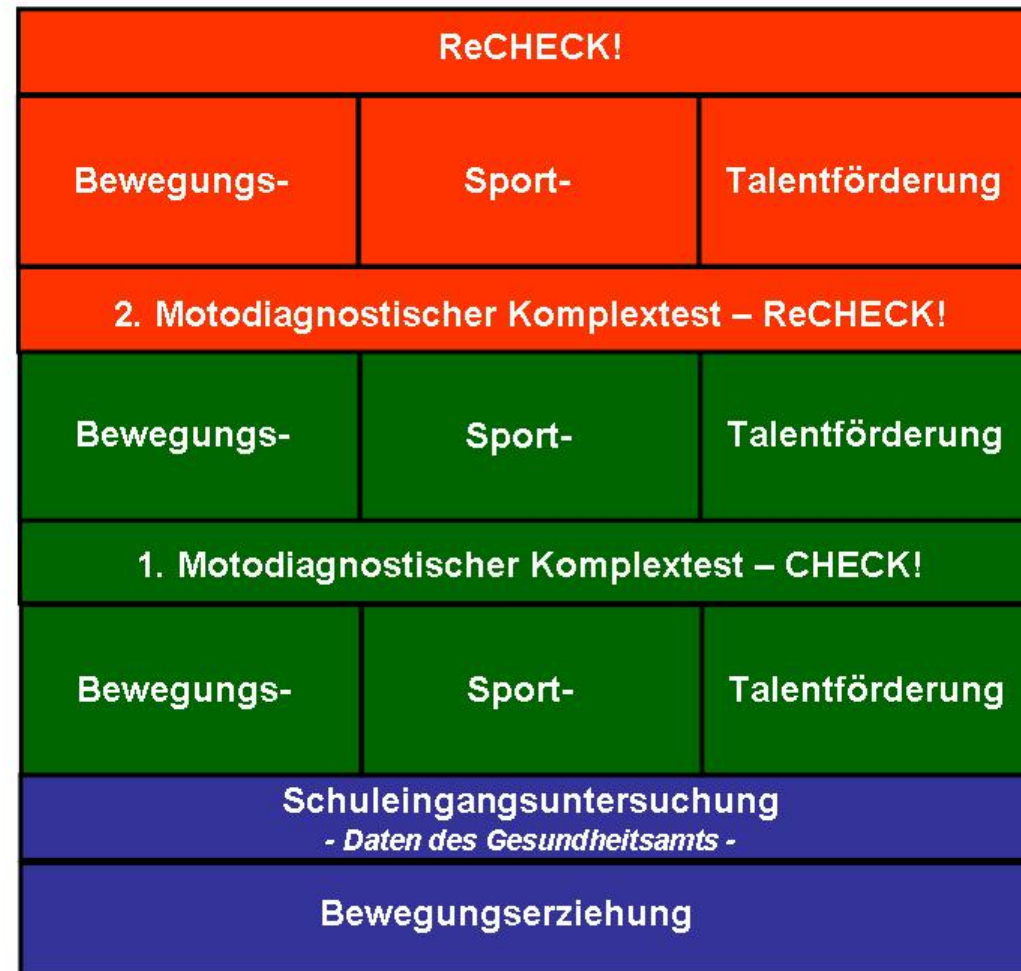 ReCHECK!
Bewegungs- Sport- Talentförderung
2. Motodiagnostischer Komplextest – ReCHECK!
Bewegungs- Sport- Talentförderung
1. Motodiagnostischer Komplextest – CHECK!
Bewegungs- Sport- Talentförderung
Schuleingangsuntersuchung
- Daten des Gesundheitsamts -
Bewegungserziehung